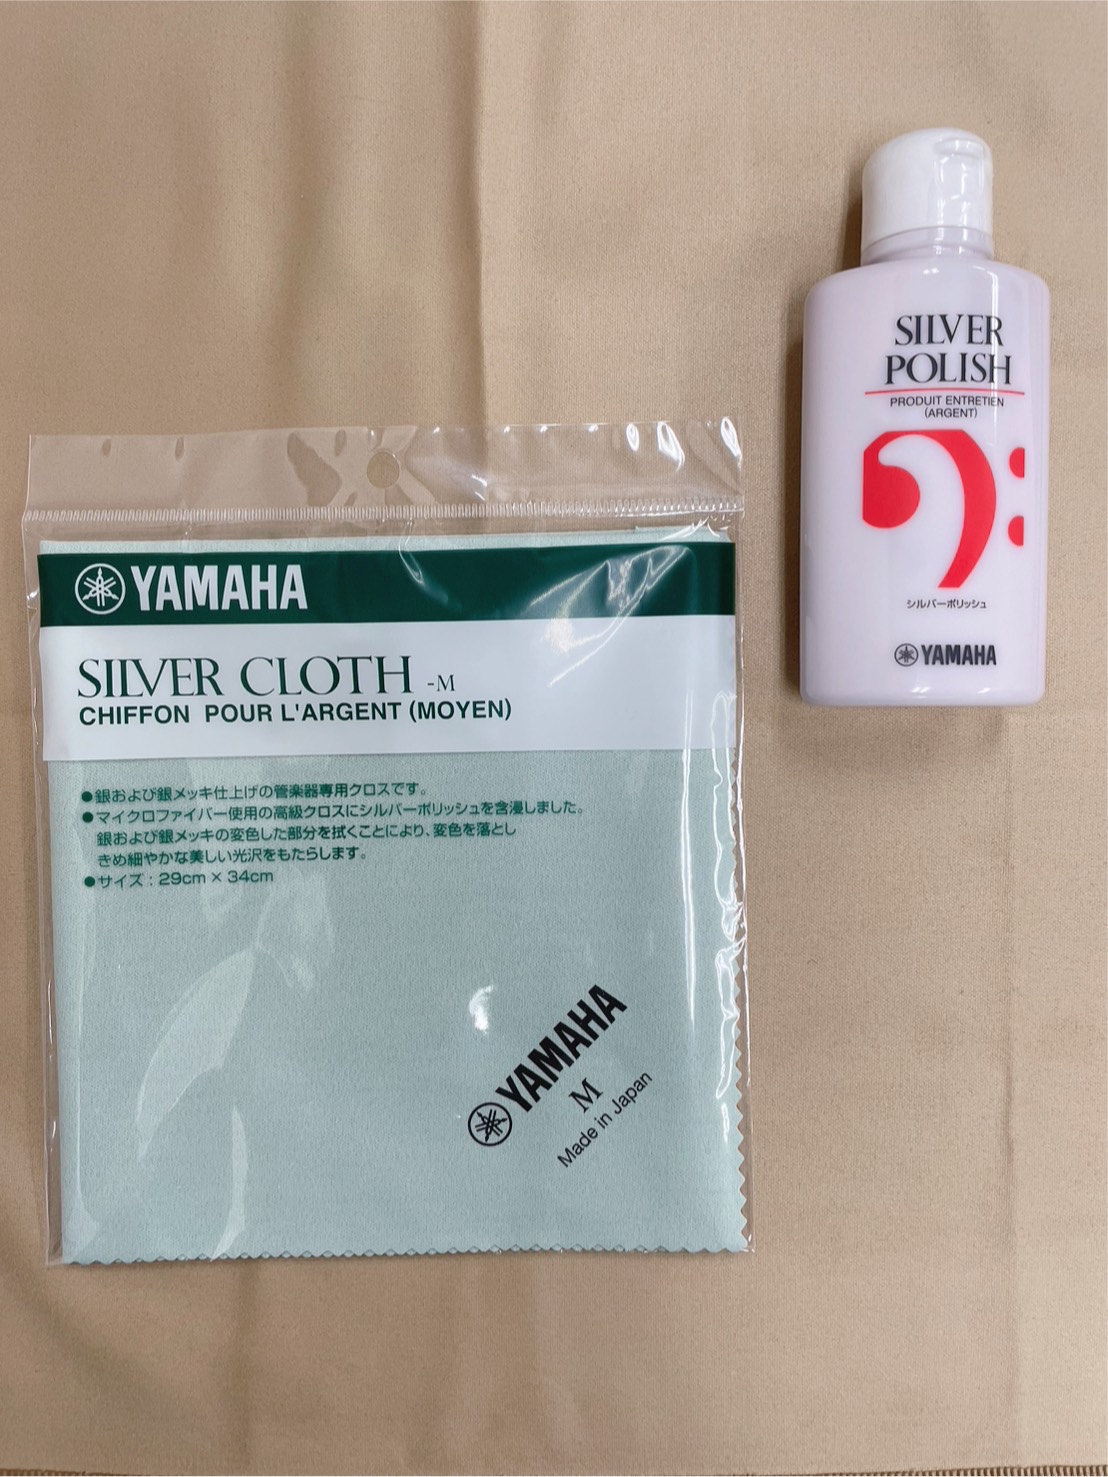 SILVER
POLISH
PRODUIT ENTRETIEN
(ARGENT)
シルバーポリッシュ
YAMAHA
YAMAHA
SILVER CLOTH -M
CHIFFON POUR L'ARGENT (MOYEN)
●銀および銀メッキ仕上げの管楽器専用クロスです。
●マイクロファイバー使用の高級クロスにシルバーポリッシュを含浸しました。
銀および銀メッキの変色した部分を拭くことにより、変色を落とし
きめ細やかな美しい光沢をもたらします。
●サイズ：29cm×34cm
YAMAHA
M
Made in Japan